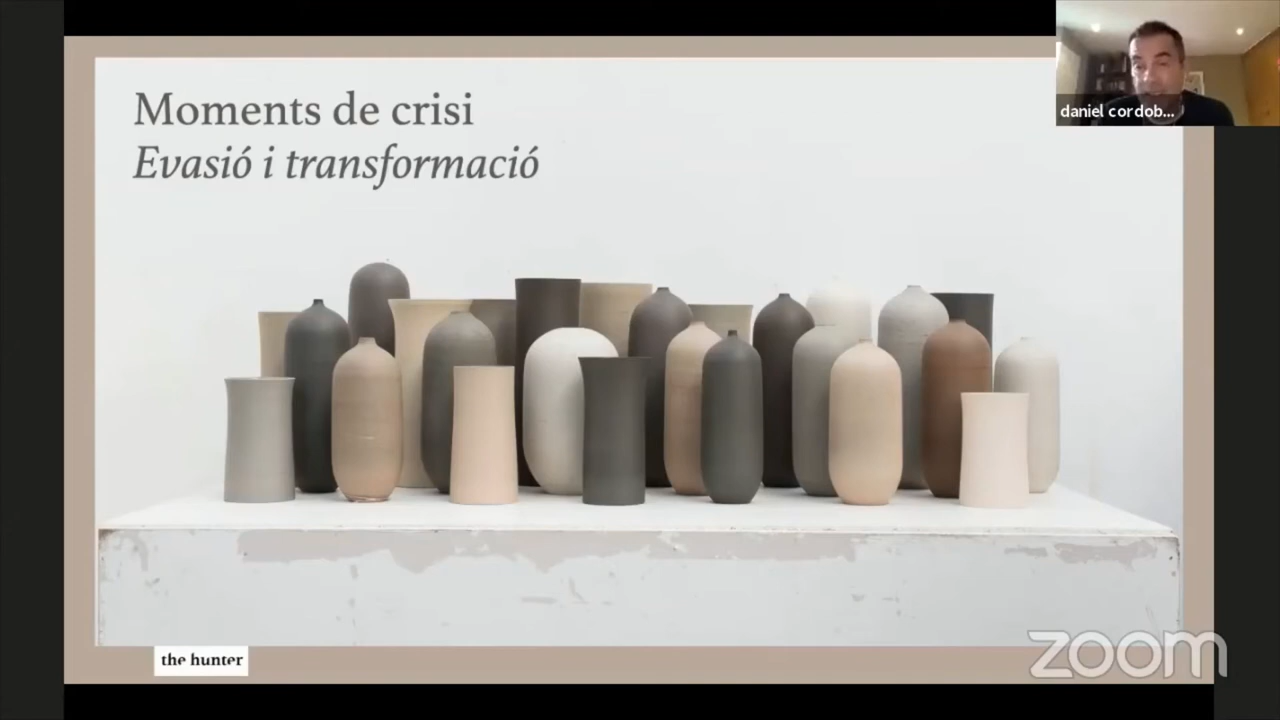 Moments de crisi
Evasió i transformació
daniel cordob...
the hunter
zoom